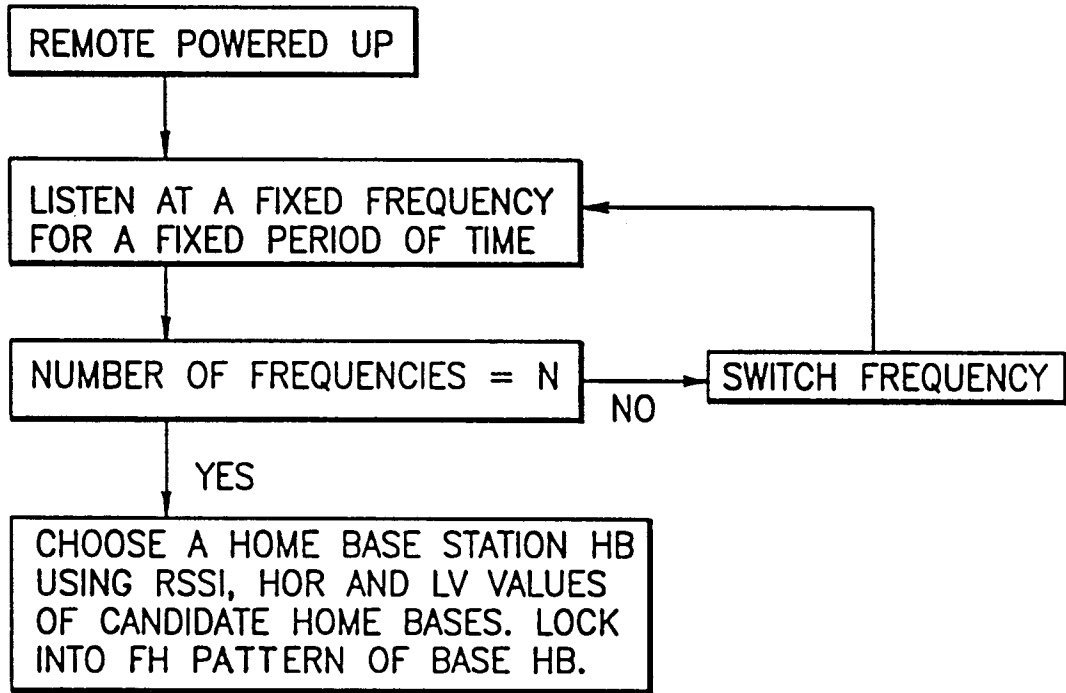 REMOTE POWERED UP
LISTEN AT A FIXED FREQUENCY
FOR A FIXED PERIOD OF TIME
NUMBER OF FREQUENCIES = N
NO
SWITCH FREQUENCY
YES
CHOOSE A HOME BASE STATION HB
USING RSSI, HOR AND LV VALUES
OF CANDIDATE HOME BASES. LOCK
INTO FH PATTERN OF BASE HB.